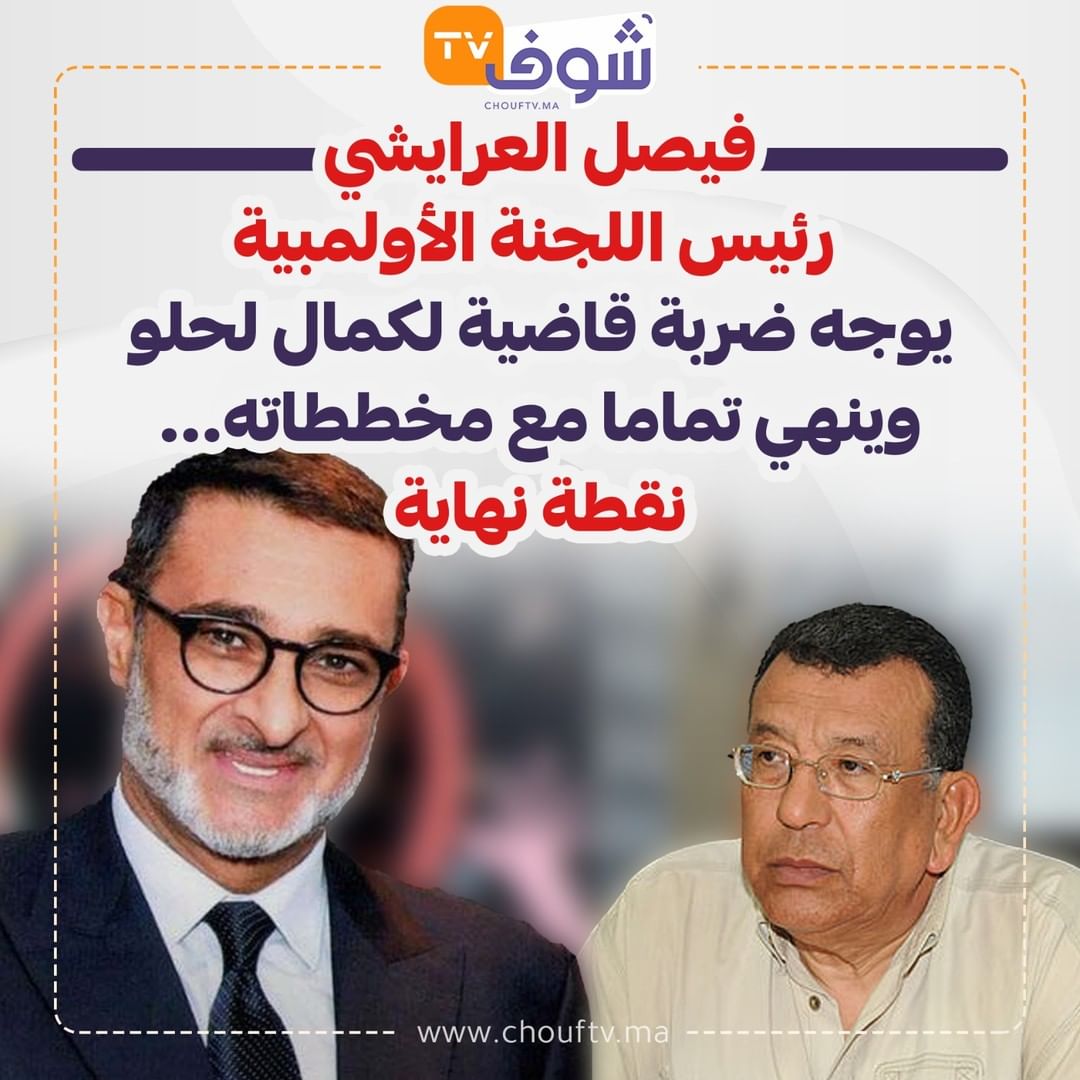 TV شوف
CHOUFTV.MA
فيصل العرايشي
رئيس اللجنة الأولمبية
يوجه ضربة قاضية لكمال لحلو
وينهي تماما مع مخططاته...
نقطة نهاية
www.chouftv.ma